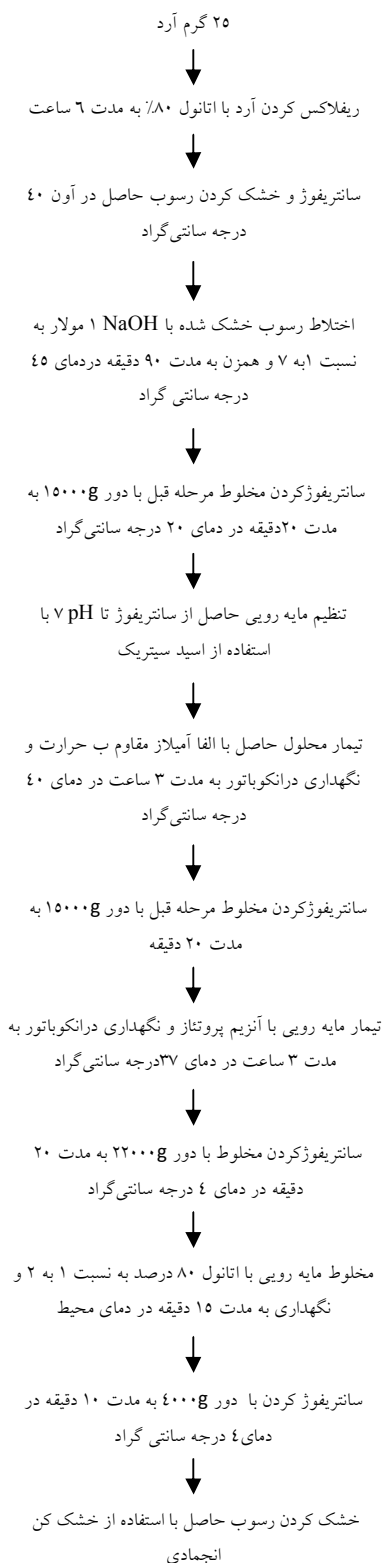 ۲۵ گرم آرد
ریفلاکس کردن آرد با اتانول ۸۰٪ به مدت ٦ ساعت
سانتریفوژ و خشک کردن رسوب حاصل در آون ٤۰
درجه سانتی‌گراد
اختلاط رسوب خشک شده با NaOH ۱ مولار به
نسبت ۱به ۷ و همزن به مدت ۹۰ دقیقه دردمای ٤٥
درجه سانتی گراد
سانتریفوژکردن مخلوط مرحله قبل با دور ۱٥۰۰۰g به
مدت ۲۰دقیقه در دمای ۲۰ درجه سانتی‌گراد
تنظیم مایه رویی حاصل از سانتریفوژ تا pH ۷ با
استفاده از اسید سیتریک
تیمار محلول حاصل با الفا آمیلاز مقاوم ب حرارت و
نگهداری درانکوباتور به مدت ۳ ساعت در دمای ٤۰
درجه سانتی‌گراد
سانتریفوژکردن مخلوط مرحله قبل با دور ۱٥۰۰۰g به
مدت ۲۰ دقیقه
تیمار مایه رویی با آنزیم پروتئاز و نگهداری درانکوباتور به
مدت ۳ ساعت در دمای ۳۷درجه سانتی‌گراد
سانتریفوژکردن مخلوط با دور ۲۲۰۰۰g به مدت ۲۰
دقیقه در دمای ٤ درجه سانتی‌گراد
مخلوط مایه رویی با اتانول ۸۰ درصد به نسبت ۱ به ۲ و
نگهداری به مدت ۱٥ دقیقه در دمای محیط
سانتریفوژ کردن با دور ٤۰۰۰g به مدت ۱۰ دقیقه در
دمای٤ درجه سانتی گراد
خشک کردن رسوب حاصل با استفاده از خشک کن
انجمادی